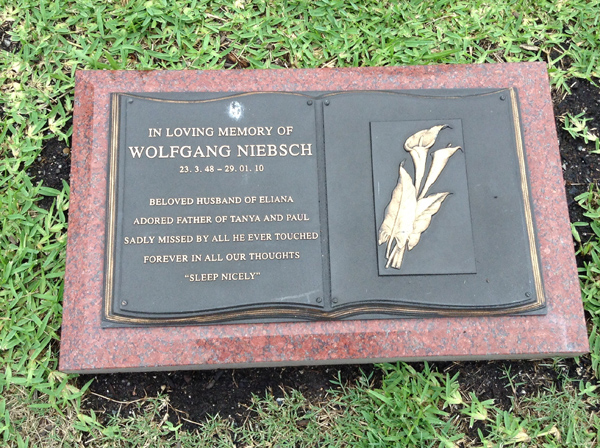 IN LOVING MEMORY OF
WOLFGANG NIEBSCH
23. 3. 48 – 29. 01. 10
BELOVED HUSBAND OF ELIANA
ADORED FATHER OF TANYA AND PAUL
SADLY MISSED BY ALL HE EVER TOUCHED
FOREVER IN ALL OUR THOUGHTS
“SLEEP NICELY”